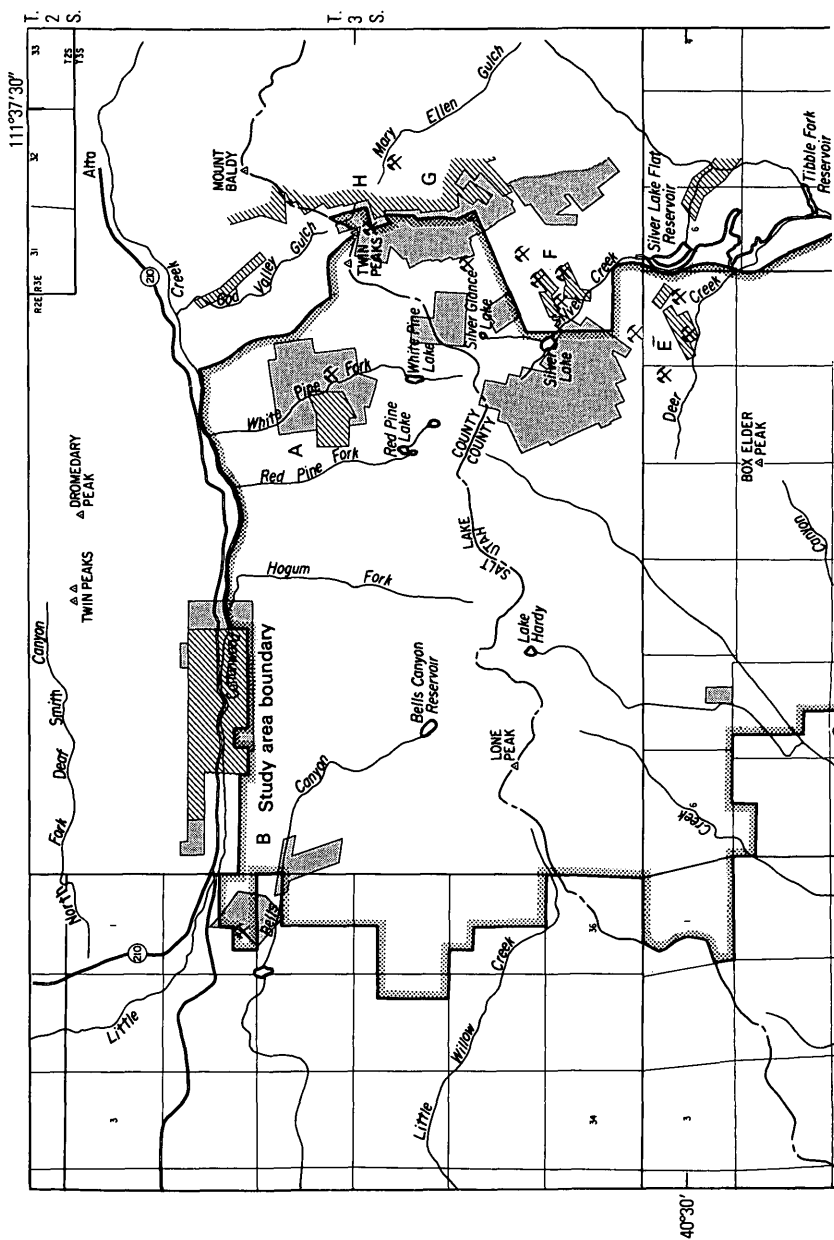 T.
2
S.
T.
3
S.
111°37'30"
33
T2S
T3S
32
31
R2E
R3E
Alta
210
Creek
MOUNT
BALDY
Mary
Ellen
Gulch
H
G
Gad
Valley
Gulch
TWIN
PEAKS
F
Silver Lake Flat
Reservoir
Tibble Fork
Reservoir
6
Silver Glance
Lake
Silver
Creek
Silver
Lake
E
Deer
Creek
White Pine
Lake
White Pine Fork
A
Red Pine
Lake
Red Pine Fork
COUNTY
COUNTY
SALT LAKE
UTAH
BOX ELDER
PEAK
Canyon
DROMEDARY
PEAK
TWIN PEAKS
Hogum Fork
Lake
Hardy
Canyon
Smith
Deaf
Fork
North
Cottonwood
B
Study area boundary
Bells Canyon
Reservoir
Canyon
Bells
LONE
PEAK
Creek
6
1
210
Little
3
Little Willow Creek
36
1
34
3
40°30'